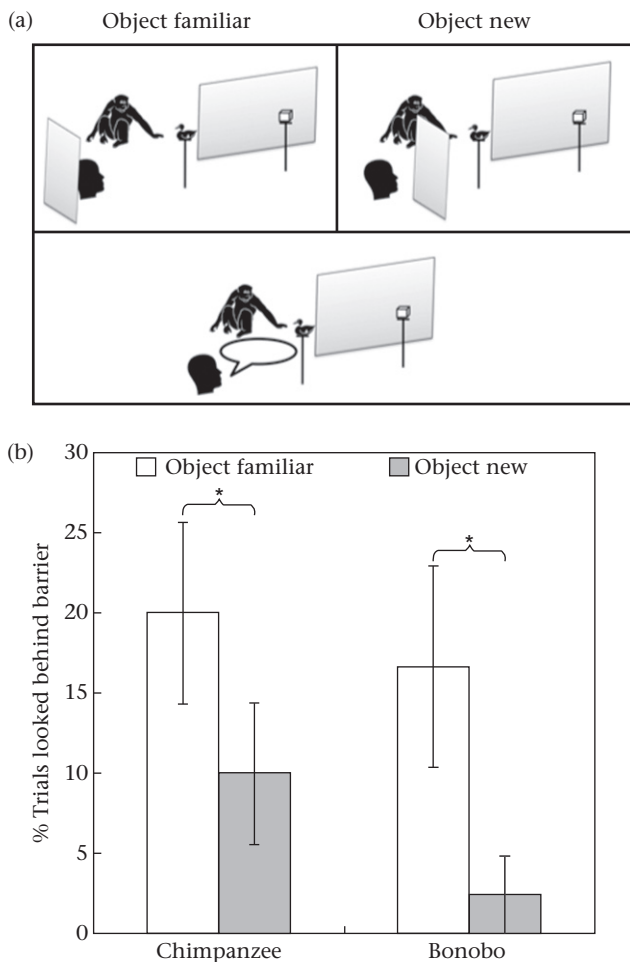 (a) Object familiar Object new
(b)
30
25
20
15
10
5
0
% Trials looked behind barrier
Object familiar Object new
* *
Chimpanzee Bonobo